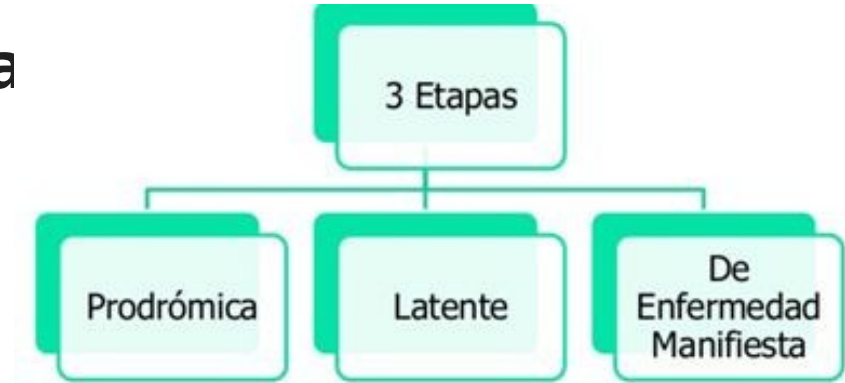 a
3 Etapas
Prodrómica
Latente
De
Enfermedad
Manifiesta